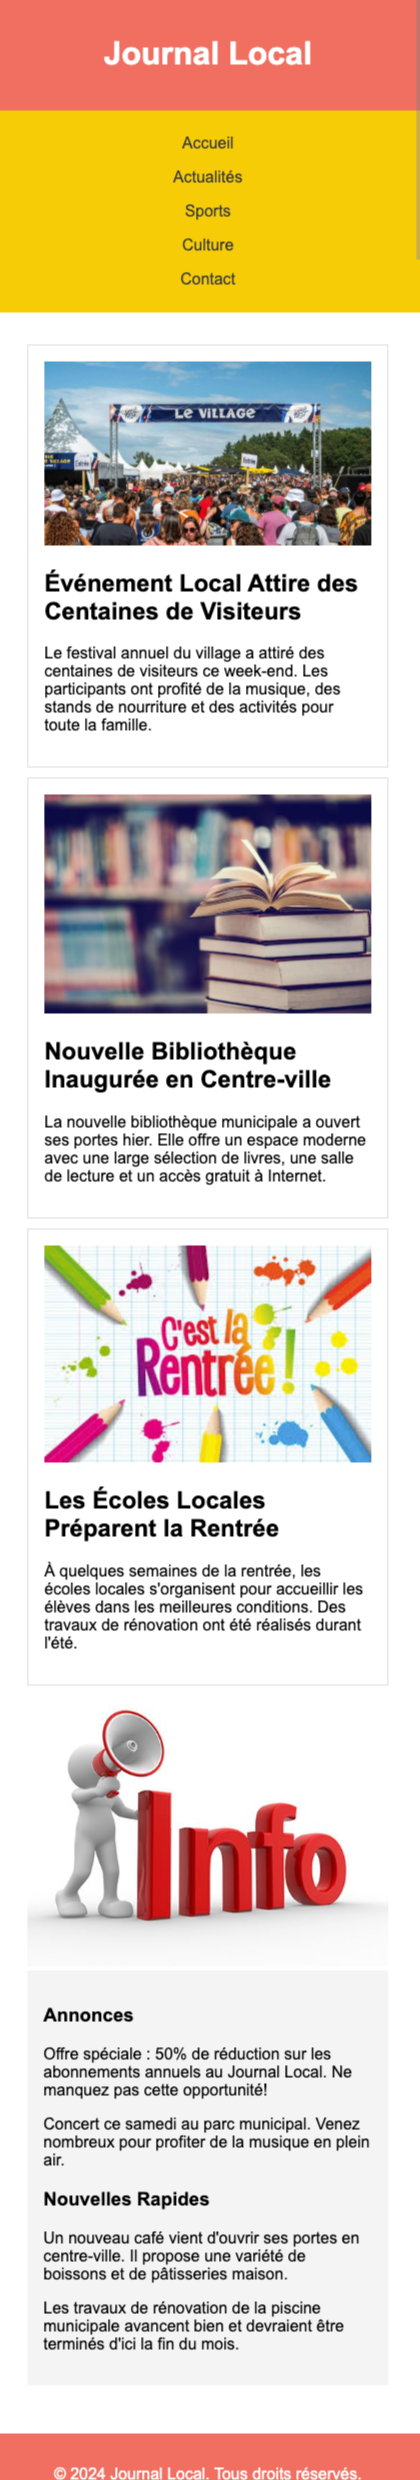 Journal Local
Accueil
Actualités
Sports
Culture
Contact
LE VILLAGE
Entrée
Événement Local Attire des
Centaines de Visiteurs
Le festival annuel du village a attiré des
centaines de visiteurs ce week-end. Les
participants ont profité de la musique, des
stands de nourriture et des activités pour
toute la famille.
Nouvelle Bibliothèque
Inaugurée en Centre-ville
La nouvelle bibliothèque municipale a ouvert
ses portes hier. Elle offre un espace moderne
avec une large sélection de livres, une salle
de lecture et un accès gratuit à Internet.
C'est la
Rentrée !
Les Écoles Locales
Préparent la Rentrée
À quelques semaines de la rentrée, les
écoles locales s'organisent pour accueillir les
élèves dans les meilleures conditions. Des
travaux de rénovation ont été réalisés durant
l'été.
Info
Annonces
Offre spéciale : 50% de réduction sur les
abonnements annuels au Journal Local. Ne
manquez pas cette opportunité!
Concert ce samedi au parc municipal. Venez
nombreux pour profiter de la musique en plein
air.
Nouvelles Rapides
Un nouveau café vient d'ouvrir ses portes en
centre-ville. Il propose une variété de
boissons et de pâtisseries maison.
Les travaux de rénovation de la piscine
municipale avancent bien et devraient être
terminés d'ici la fin du mois.
© 2024 Journal Local. Tous droits réservés.